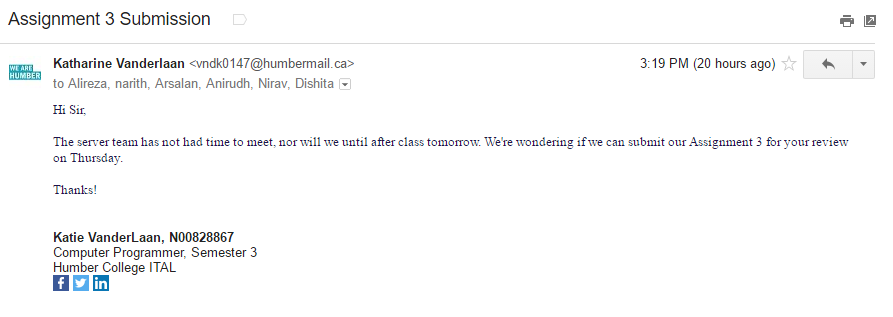 Assignment 3 Submission
WE ARE
HUMBER
Katharine Vanderlaan <vndk0147@humbermail.ca>
3:19 PM (20 hours ago)
to Alireza, narith, Arsalan, Anirudh, Nirav, Dishita
Hi Sir,
The server team has not had time to meet, nor will we until after class tomorrow. We're wondering if we can submit our Assignment 3 for your review
on Thursday.
Thanks!
Katie VanderLaan, N00828867
Computer Programmer, Semester 3
Humber College ITAL
f
in